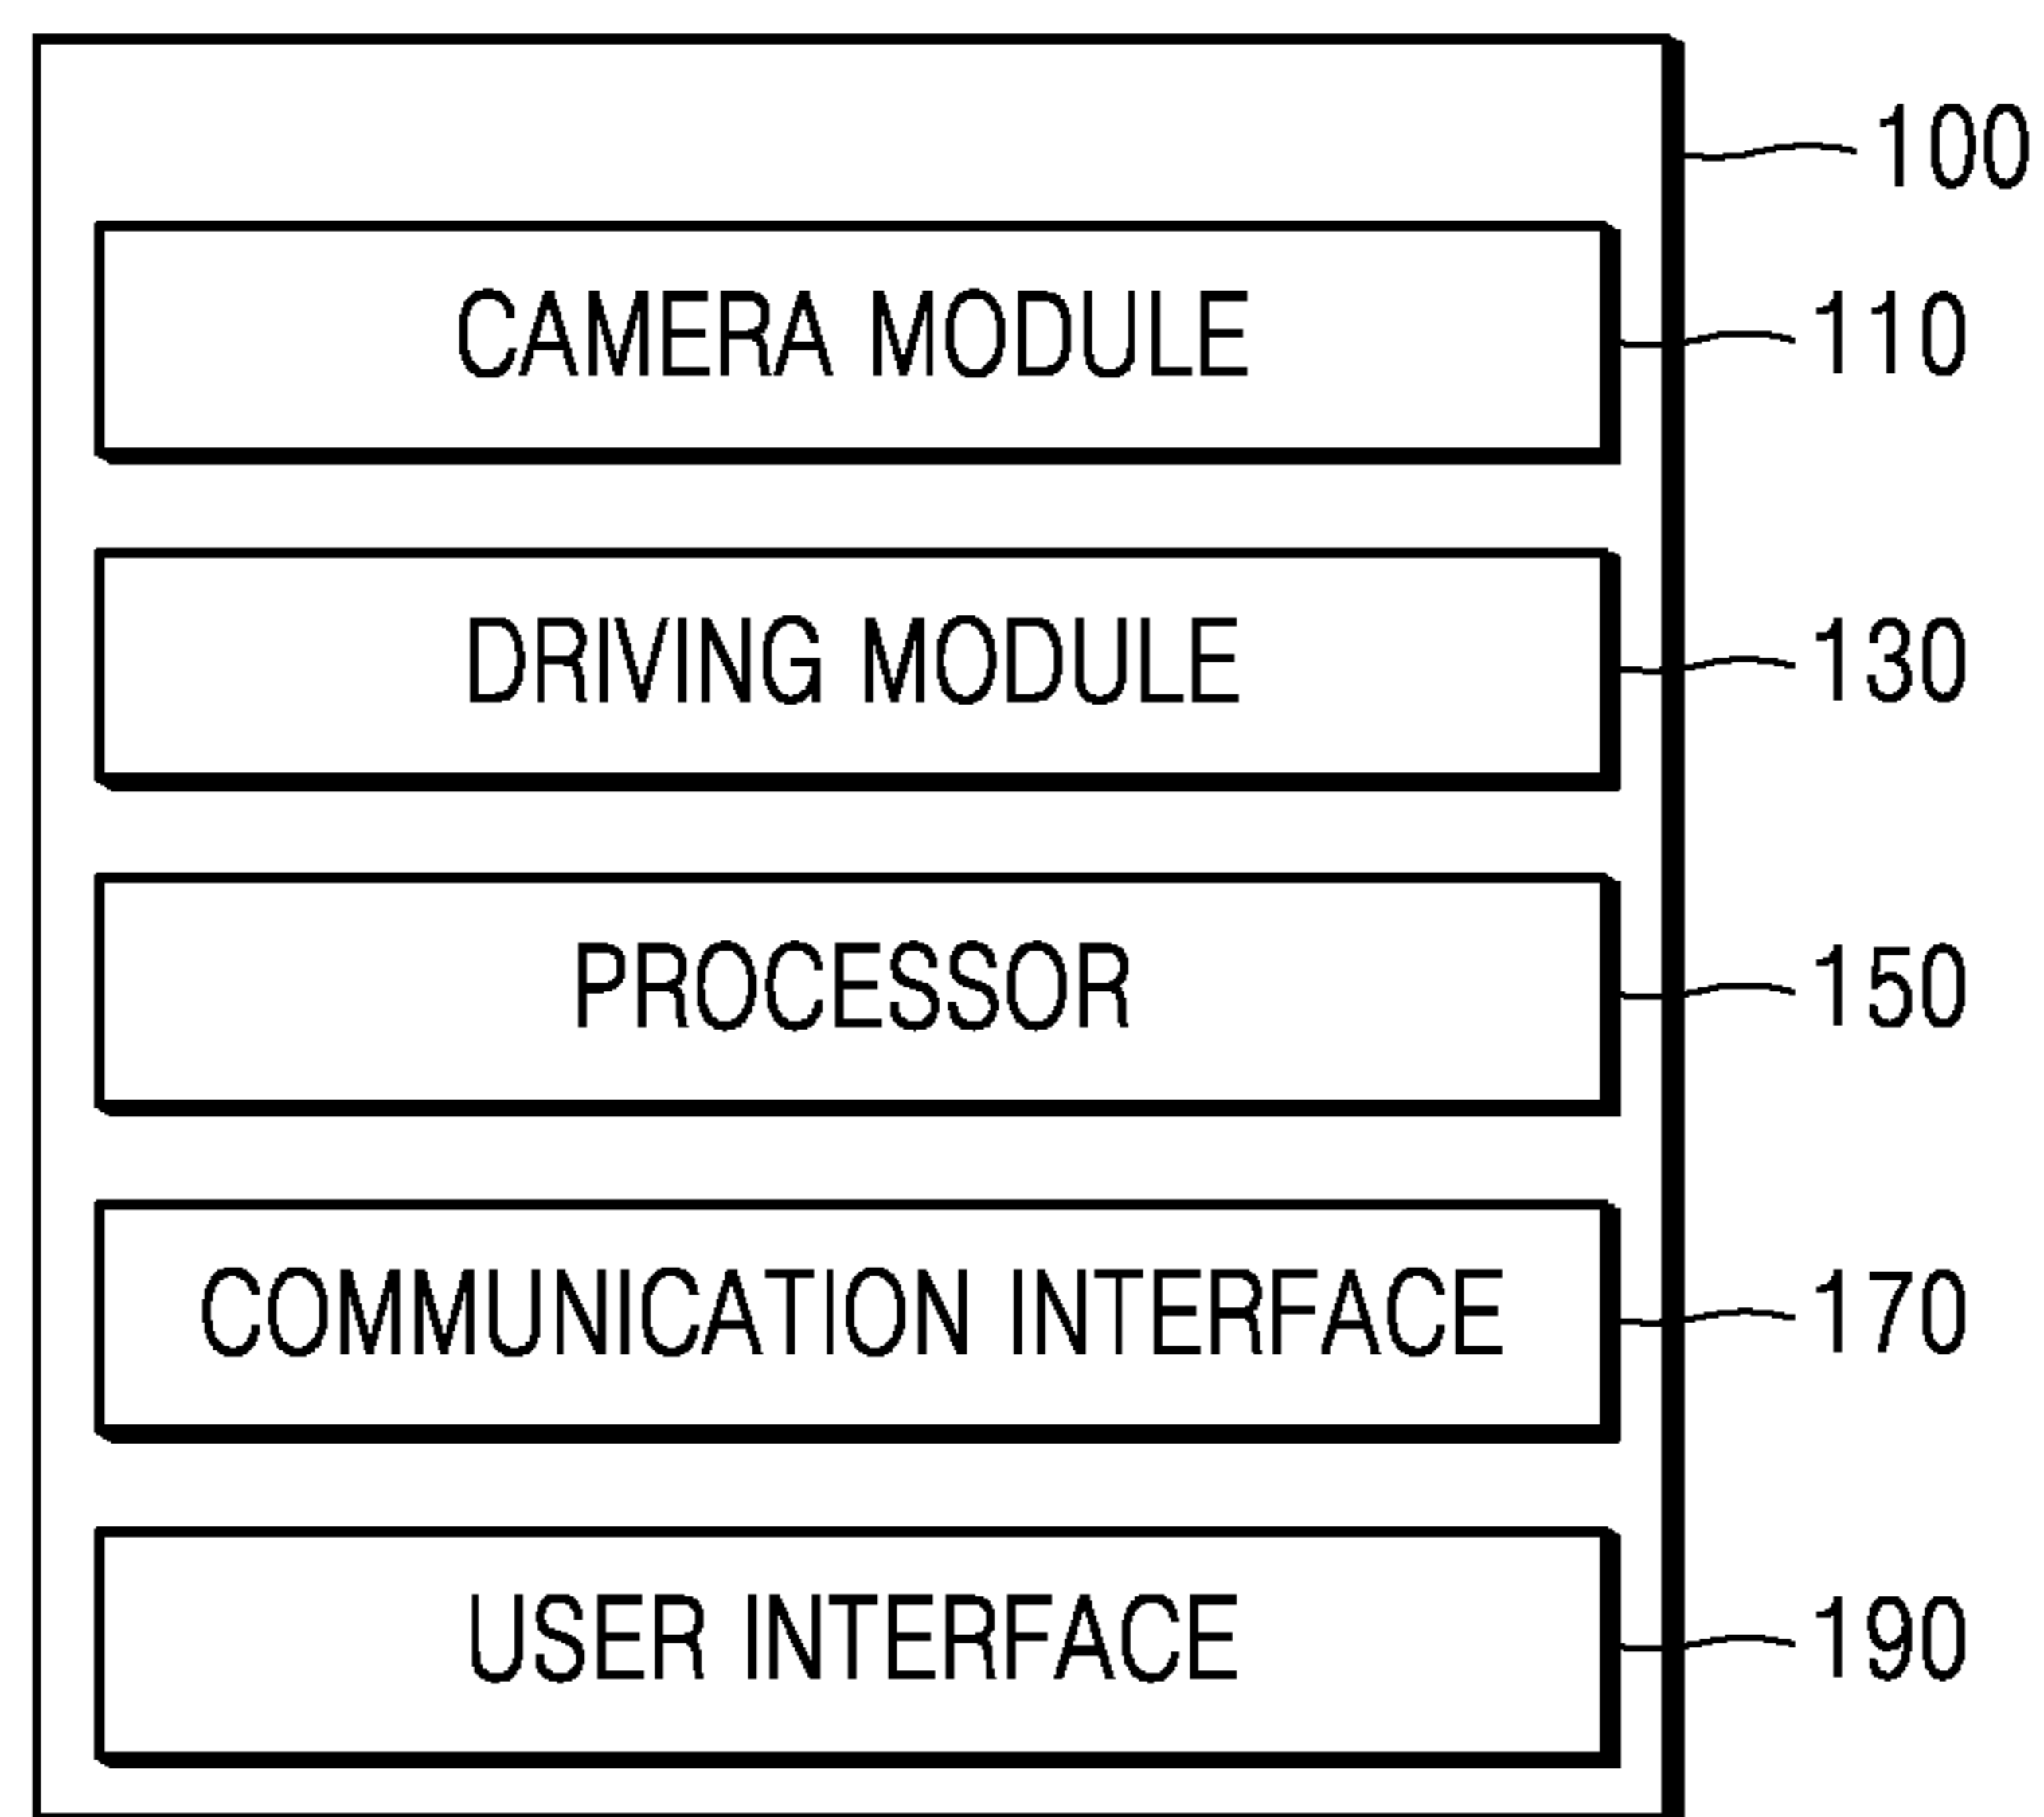 100
CAMERA MODULE 110
DRIVING MODULE 130
PROCESSOR 150
COMMUNICATION INTERFACE 170
USER INTERFACE 190